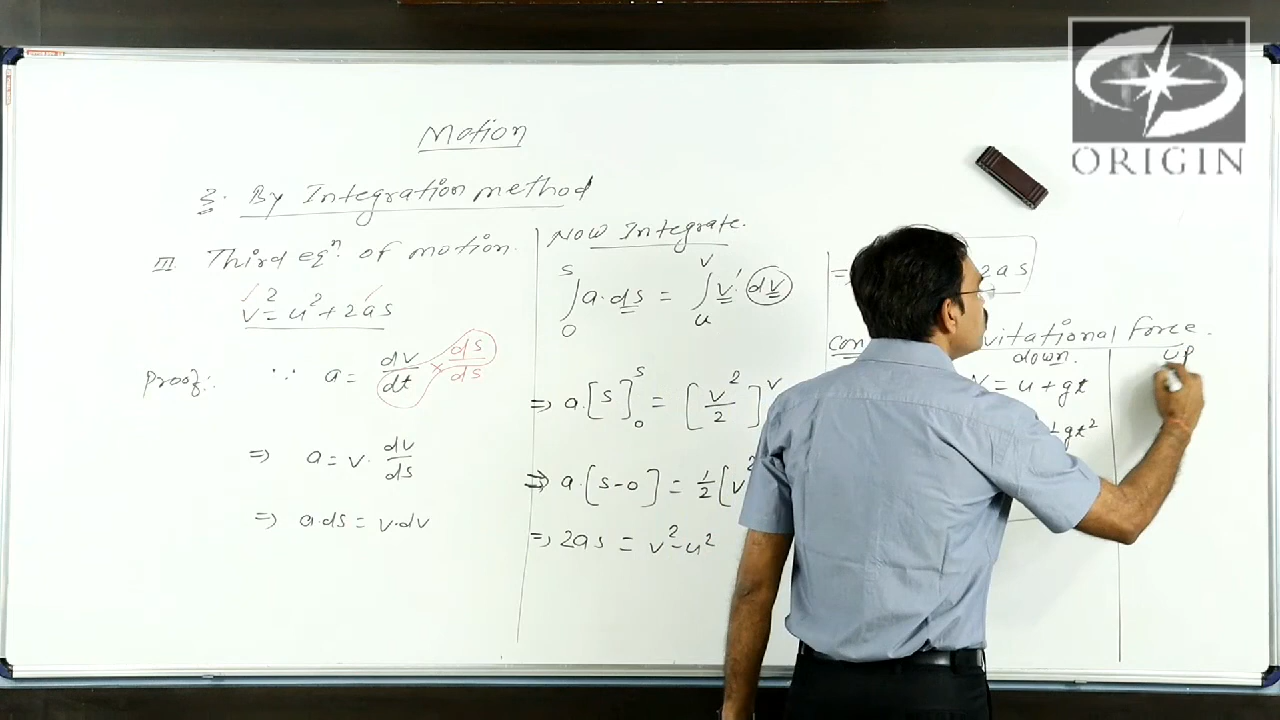 ORIGIN
Motion
3. By Integration method
III Third eqⁿ. of motion.
v² = u² + 2as
Proof:- ∵ a = dv/dt × ds/ds
⇒ a = v · dv/ds
⇒ a·ds = v·dv
Now Integrate.
∫₀ˢ a·ds = ∫ᵤᵛ v' dv
⇒ a·[s]₀ˢ = [v²/2]ᵛ
⇒ a·[s-0] = ½[v²
⇒ 2as = v² - u²
⇒ 2as
con vitational force.
down. up
v = u + gt
½gt²